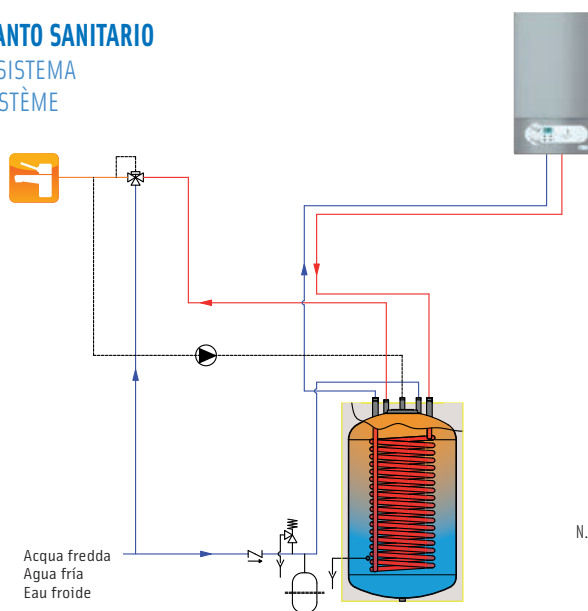 ANTO SANITARIO
SISTEMA
STÈME
Acqua fredda
Agua fría
Eau froide
N.